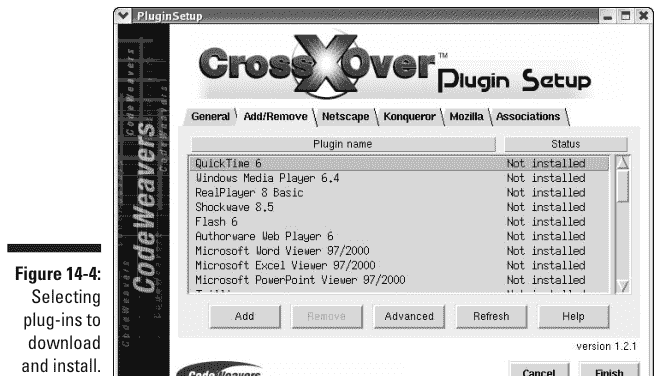 PluginSetup
CrossOver™ Plugin Setup
General Add/Remove Netscape Konqueror Mozilla Associations
Plugin name Status
QuickTime 6 Not installed
Windows Media Player 6.4 Not installed
RealPlayer 8 Basic Not installed
Shockwave 8.5 Not installed
Flash 6 Not installed
Authorware Web Player 6 Not installed
Microsoft Word Viewer 97/2000 Not installed
Microsoft Excel Viewer 97/2000 Not installed
Microsoft PowerPoint Viewer 97/2000 Not installed
Add Remove Advanced Refresh Help
version 1.2.1
CodeWeavers
CodeWeavers
Cancel Finish
Figure 14-4:
Selecting
plug-ins to
download
and install.